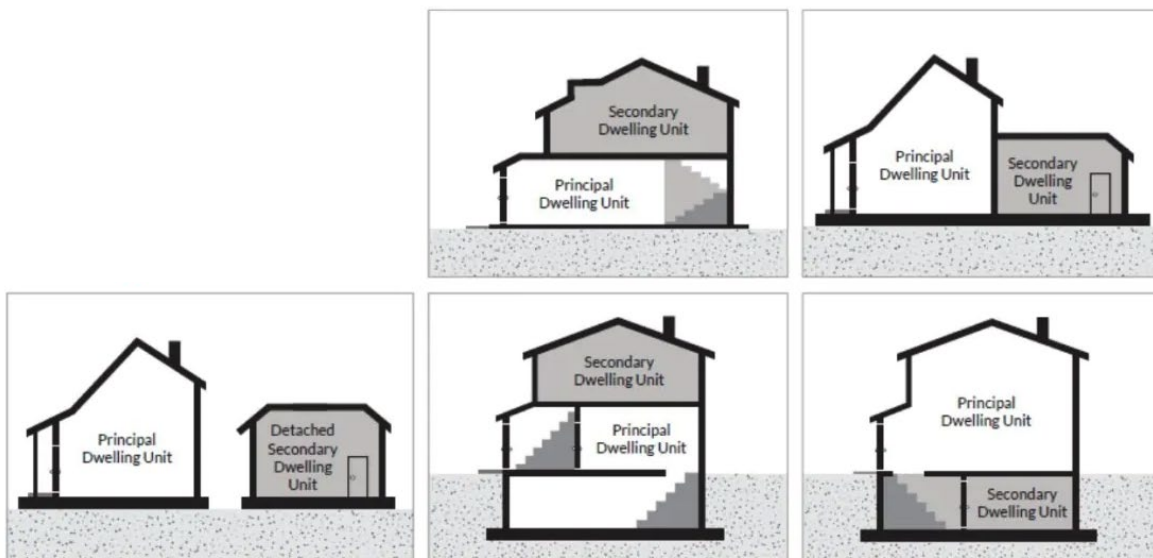 Secondary
Dwelling Unit
Principal
Dwelling Unit
Principal
Dwelling Unit
Secondary
Dwelling
Unit
Principal
Dwelling Unit
Detached
Secondary
Dwelling
Unit
Secondary
Dwelling Unit
Principal
Dwelling Unit
Principal
Dwelling Unit
Secondary
Dwelling Unit